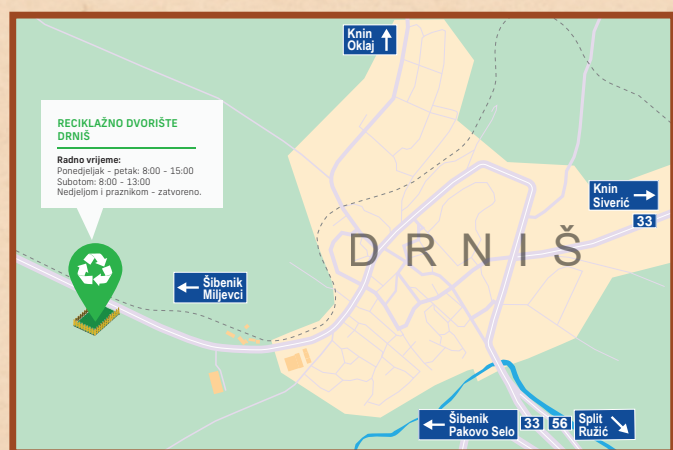 Knin
Oklaj
RECIKLAŽNO DVORIŠTE
DRNIŠ
Radno vrijeme:
Ponedjeljak - petak: 8:00 - 15:00
Subotom: 8:00 - 13:00
Nedjeljom i praznikom - zatvoreno.
Knin
Siverić
33
DRNIŠ
Šibenik
Miljevci
Šibenik
Pakovo Selo
33
56
Split
Ružić